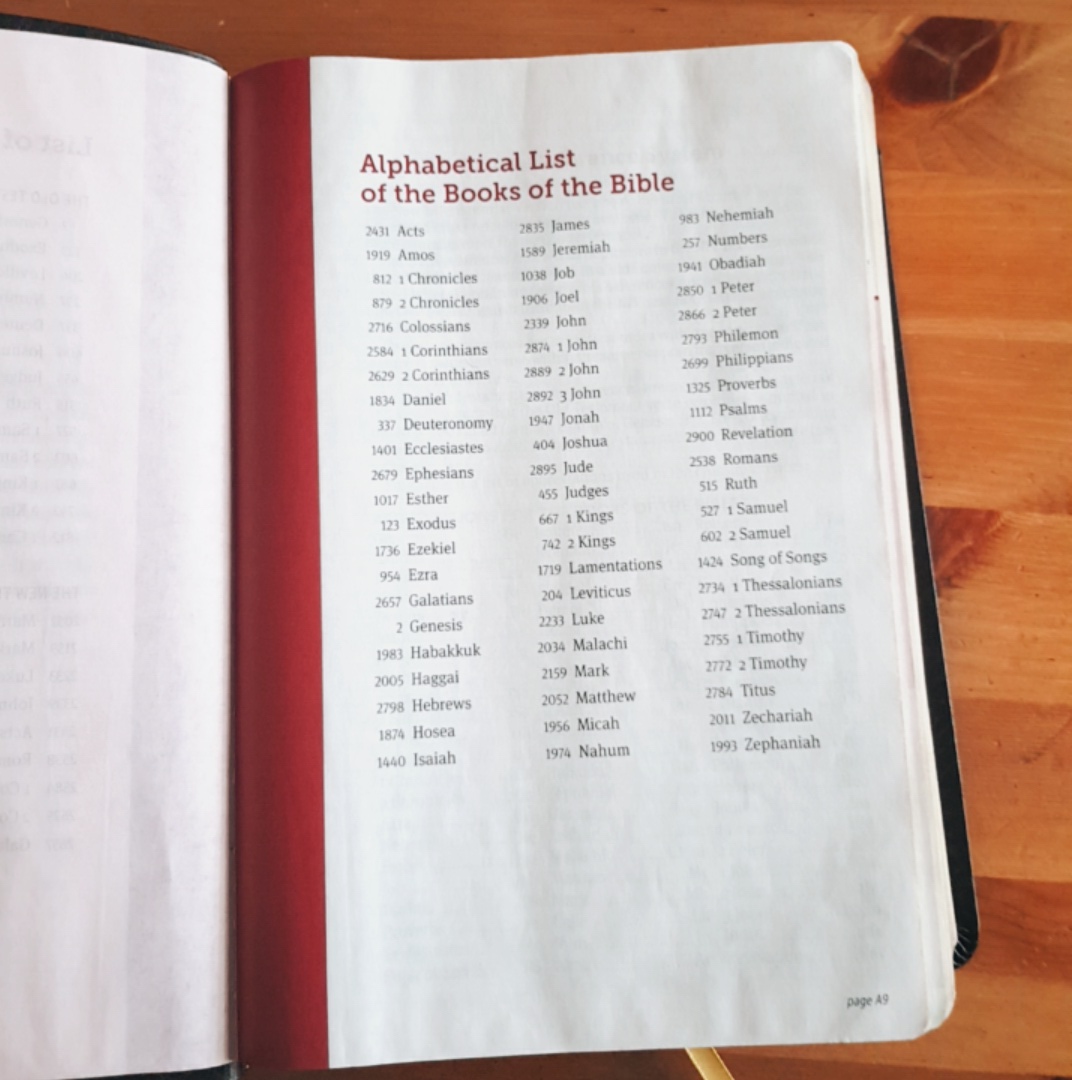 Alphabetical List
of the Books of the Bible
2431 Acts
1919 Amos
812 1 Chronicles
879 2 Chronicles
2716 Colossians
2584 1 Corinthians
2629 2 Corinthians
1834 Daniel
337 Deuteronomy
1401 Ecclesiastes
2679 Ephesians
1017 Esther
123 Exodus
1736 Ezekiel
954 Ezra
2657 Galatians
2 Genesis
1983 Habakkuk
2005 Haggai
2798 Hebrews
1874 Hosea
1440 Isaiah
2835 James
1589 Jeremiah
1038 Job
1906 Joel
2339 John
2874 1 John
2889 2 John
2892 3 John
1947 Jonah
404 Joshua
2895 Jude
455 Judges
667 1 Kings
742 2 Kings
1719 Lamentations
204 Leviticus
2233 Luke
2034 Malachi
2159 Mark
2052 Matthew
1956 Micah
1974 Nahum
983 Nehemiah
257 Numbers
1941 Obadiah
2850 1 Peter
2866 2 Peter
2793 Philemon
2699 Philippians
1325 Proverbs
1112 Psalms
2900 Revelation
2538 Romans
515 Ruth
527 1 Samuel
602 2 Samuel
1424 Song of Songs
2734 1 Thessalonians
2747 2 Thessalonians
2755 1 Timothy
2772 2 Timothy
2784 Titus
2011 Zechariah
1993 Zephaniah
page A9